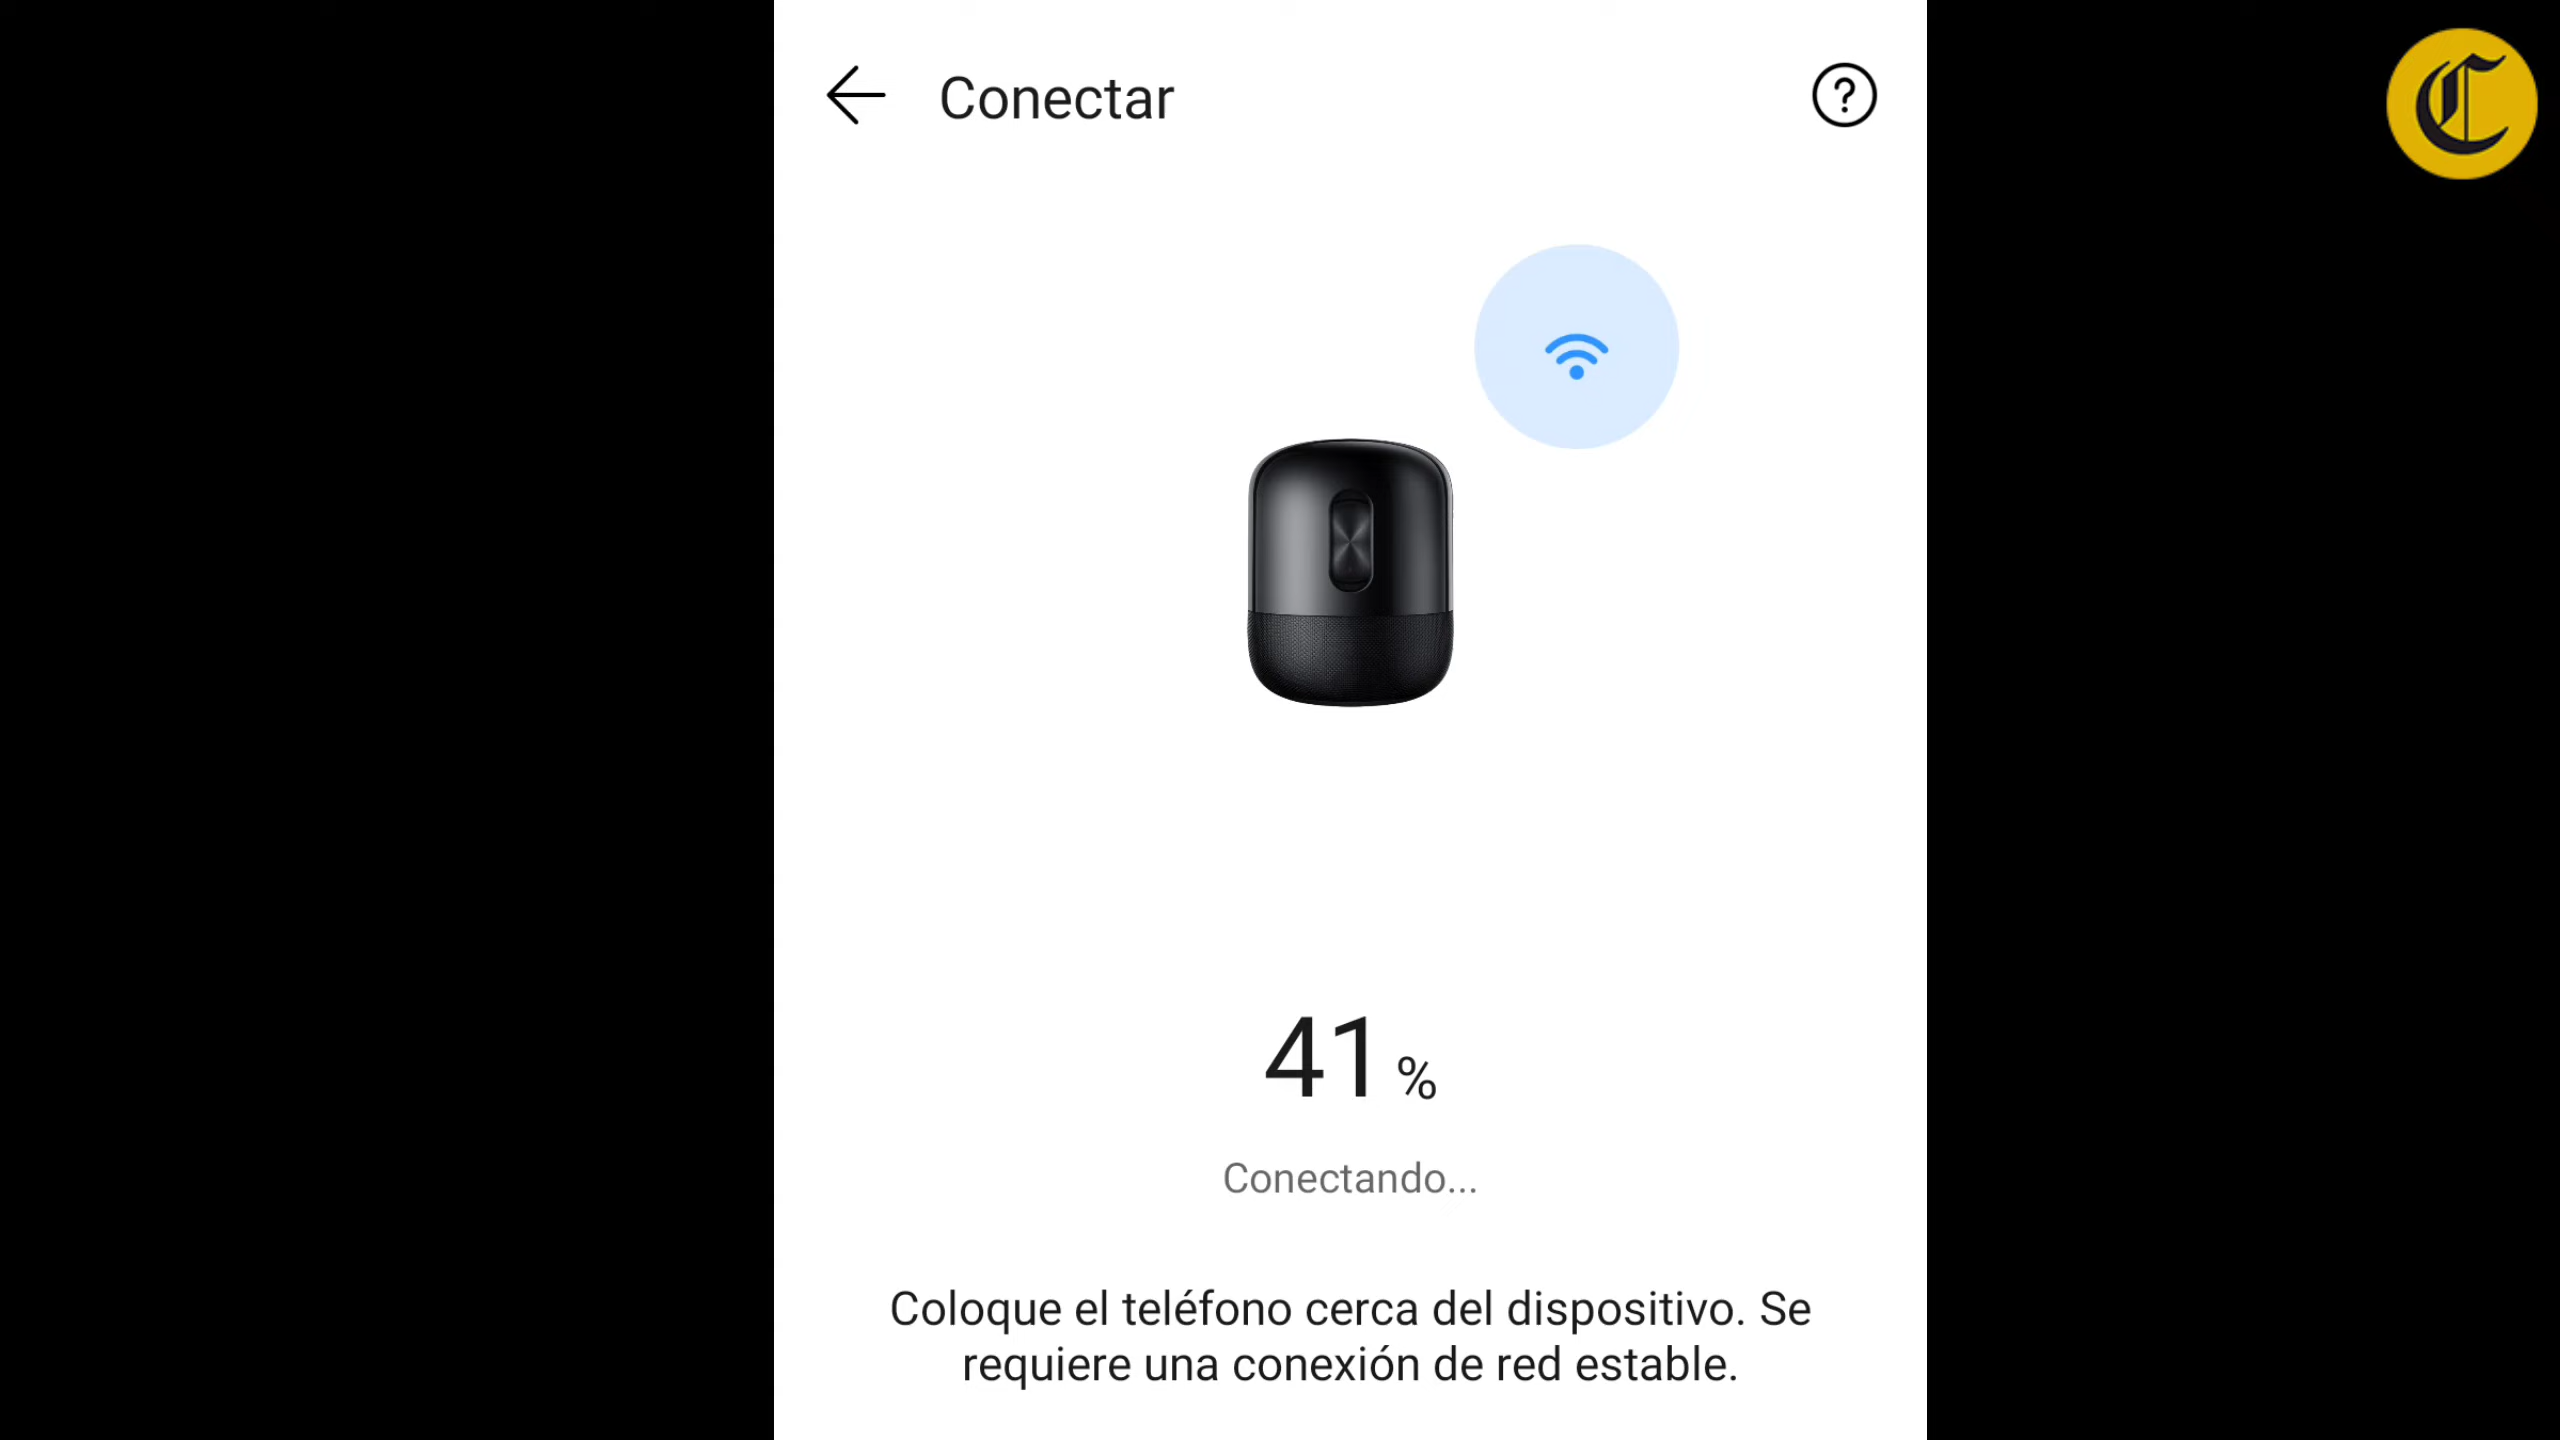 Conectar
?
C
41 %
Conectando...
Coloque el teléfono cerca del dispositivo. Se
requiere una conexión de red estable.